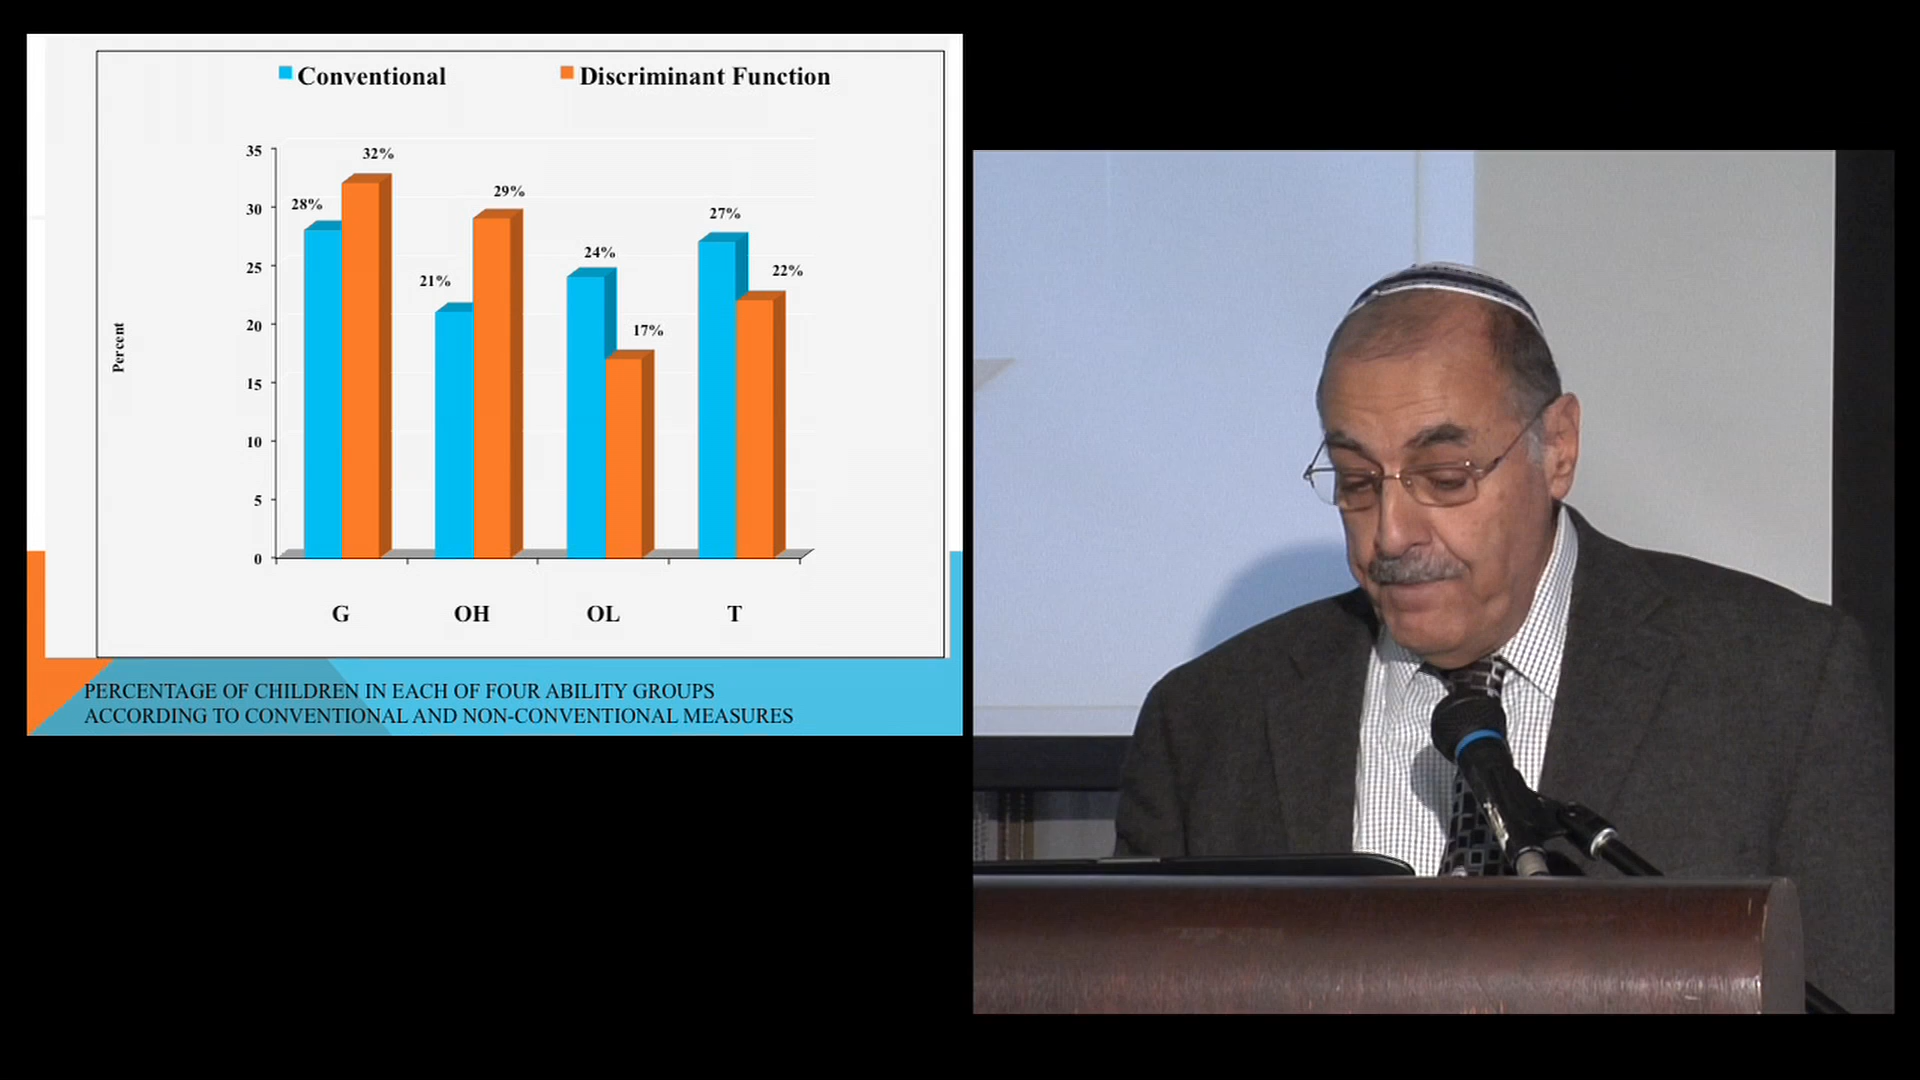 Conventional
Discriminant Function
35
30
25
20
15
10
5
0
Percent
28%
32%
21%
29%
24%
17%
27%
22%
G
OH
OL
T
PERCENTAGE OF CHILDREN IN EACH OF FOUR ABILITY GROUPS
ACCORDING TO CONVENTIONAL AND NON-CONVENTIONAL MEASURES